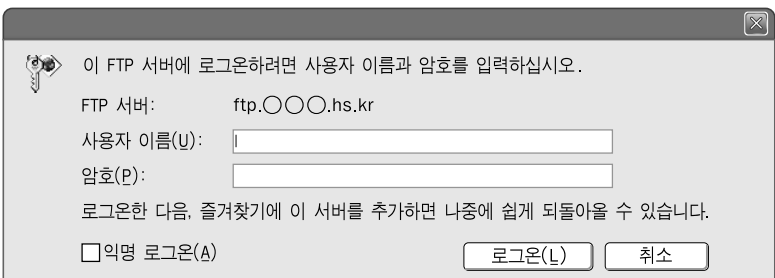 이 FTP 서버에 로그온하려면 사용자 이름과 암호를 입력하십시오.
FTP 서버: ftp.○○○.hs.kr
사용자 이름(U):
암호(P):
로그온한 다음, 즐겨찾기에 이 서버를 추가하면 나중에 쉽게 되돌아올 수 있습니다.
익명 로그온(A) 로그온(L) 취소